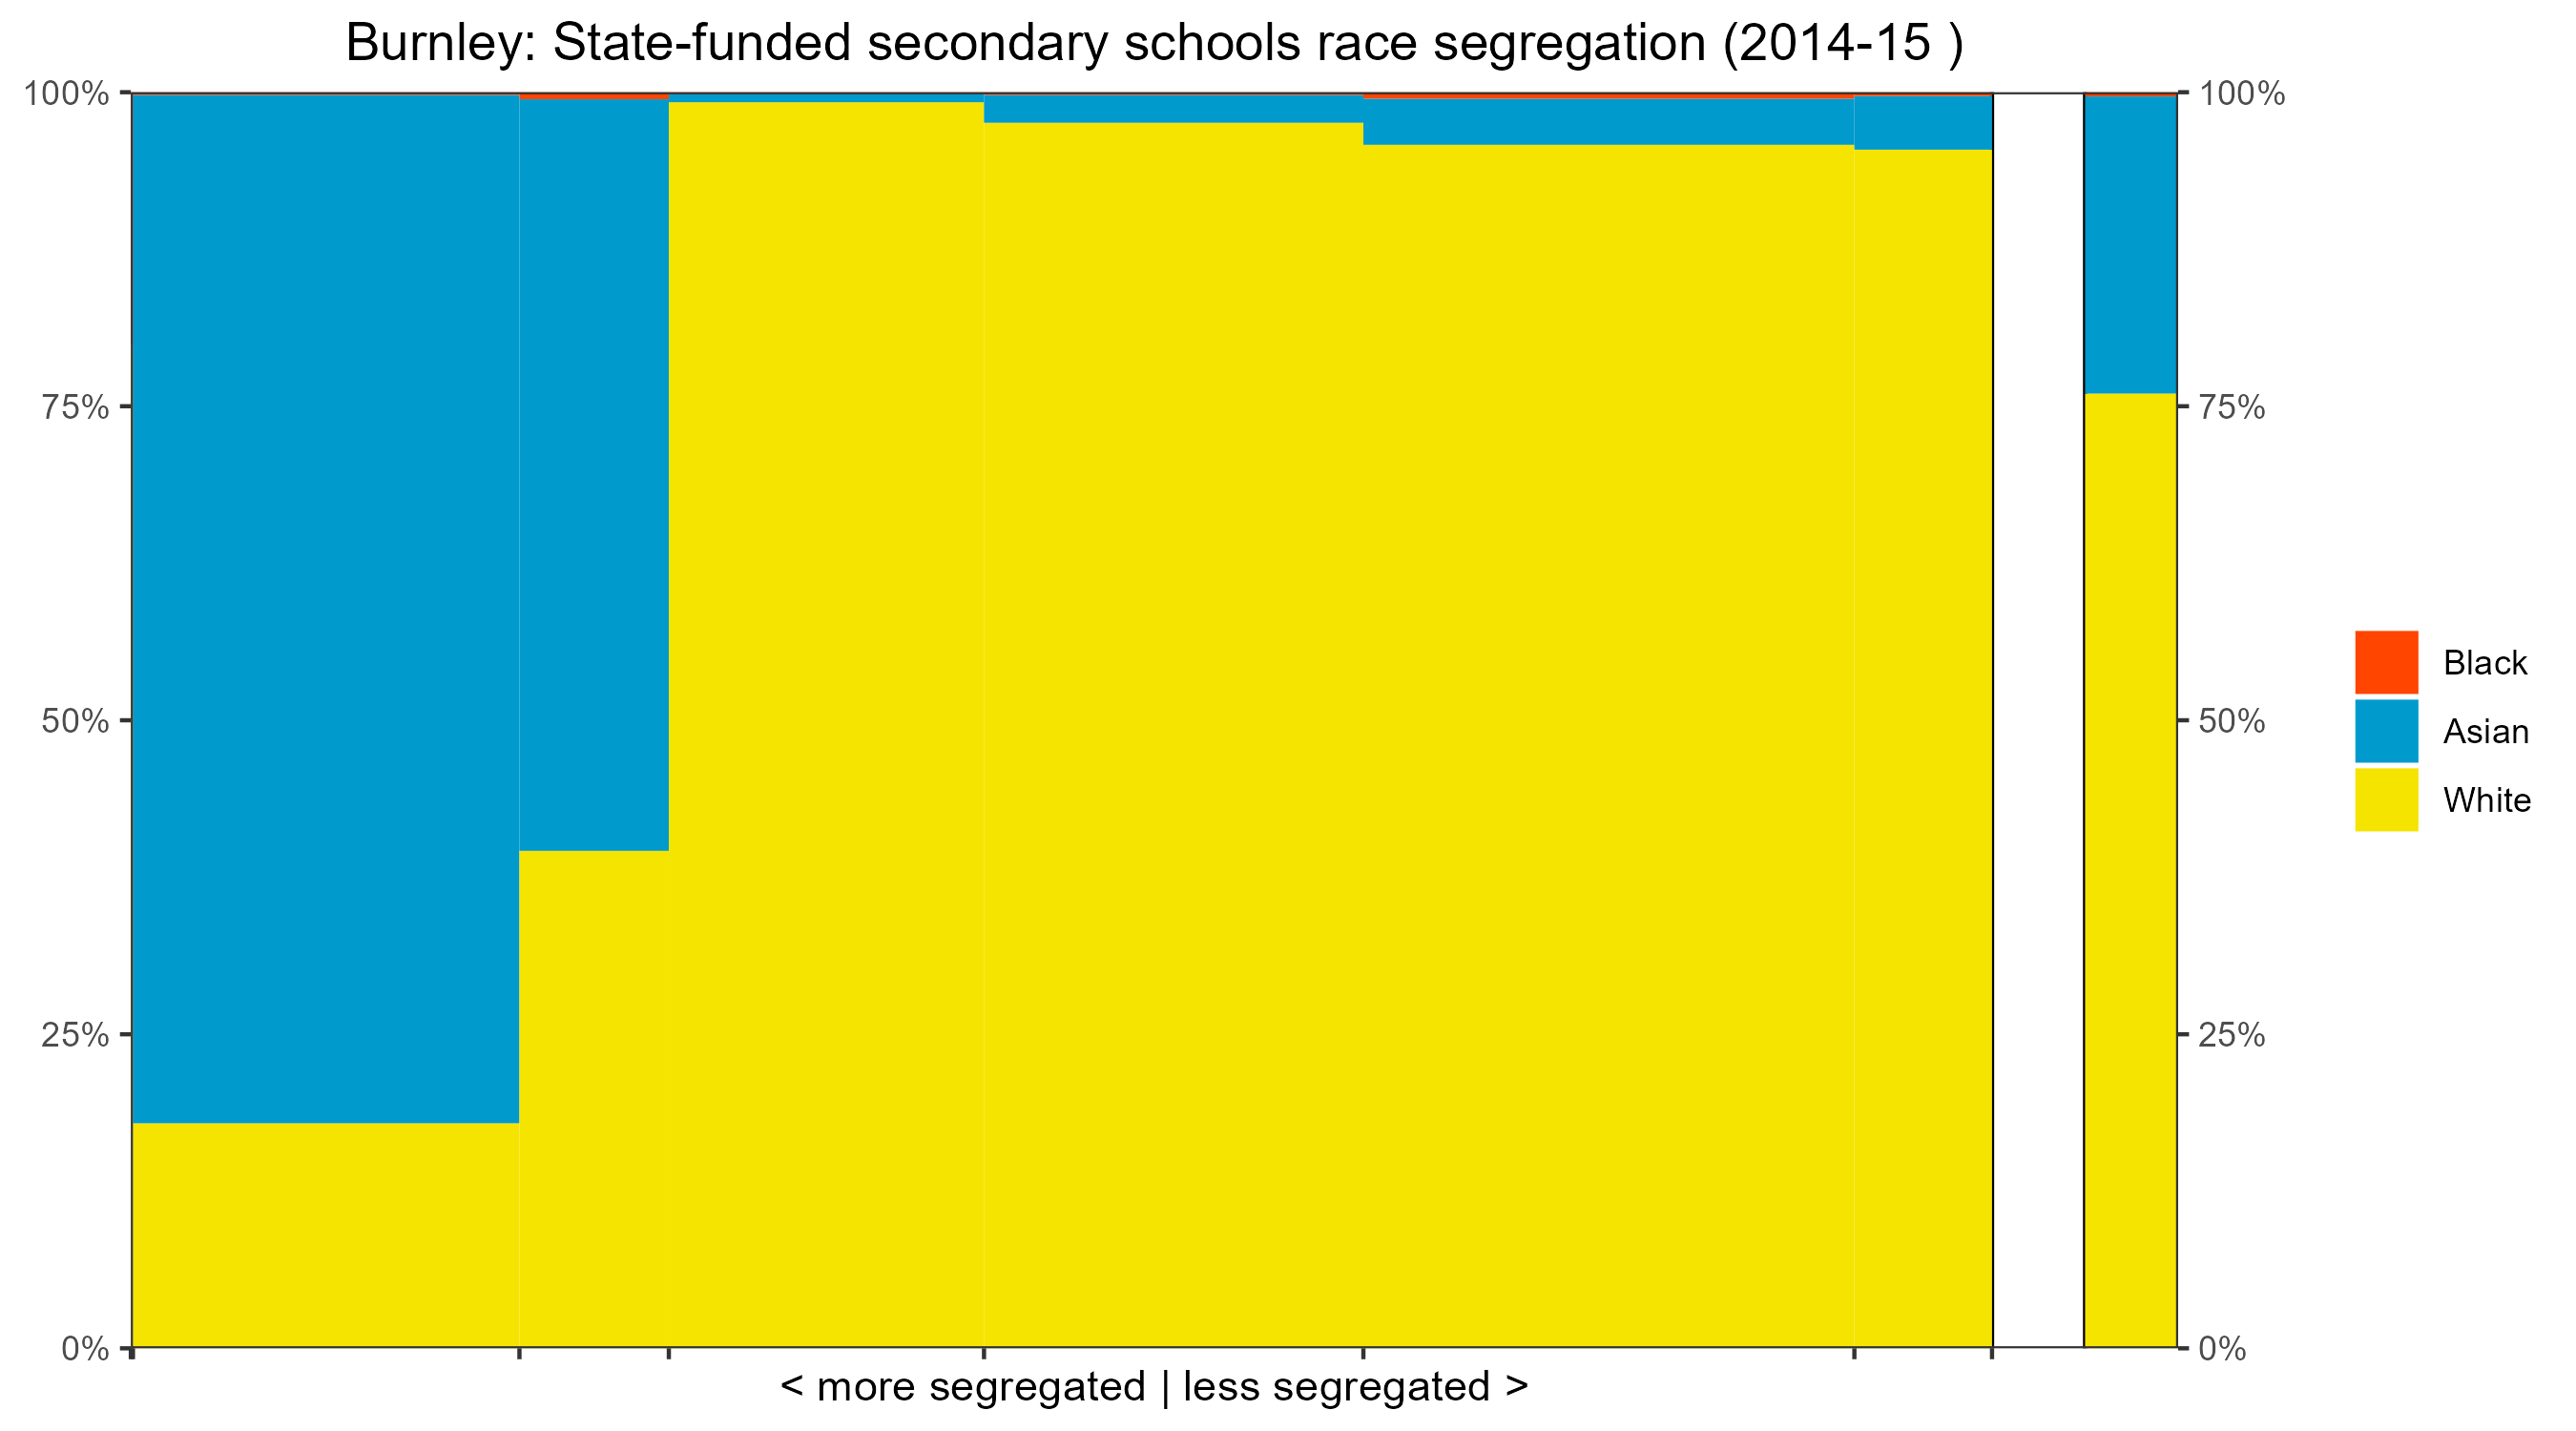 Burnley: State-funded secondary schools race segregation (2014-15 )
100%
75%
50%
25%
0%
100%
75%
50%
25%
0%
Black
Asian
White
< more segregated | less segregated >